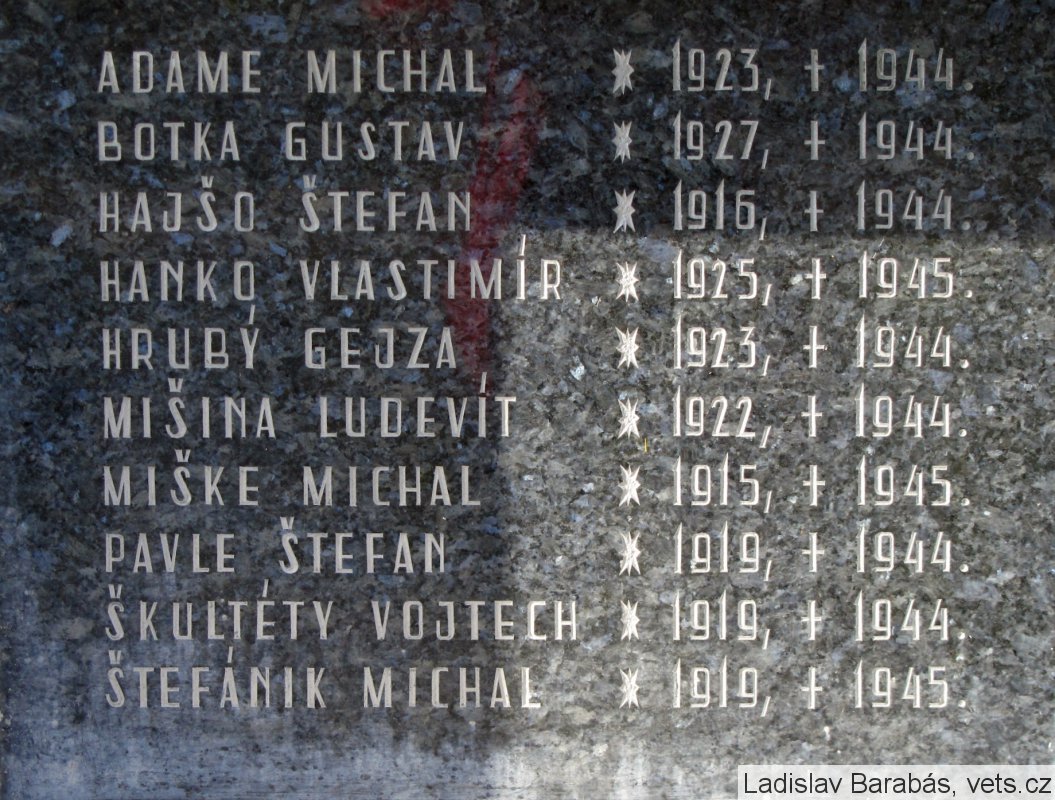 ADAME MICHAL * 1923, † 1944.
BOTKA GUSTAV * 1927, † 1944.
HAJŠO ŠTEFAN * 1916, † 1944.
HANKO VLASTIMÍR * 1925, † 1945.
HRUBÝ GEJZA * 1923, † 1944.
MIŠINA LUDEVÍT * 1922, † 1944.
MIŠKE MICHAL * 1915, † 1945.
PAVLE ŠTEFAN * 1919, † 1944.
ŠKULTÉTY VOJTECH * 1919, † 1944.
ŠTEFÁNIK MICHAL * 1919, † 1945.
Ladislav Barabás, vets.cz